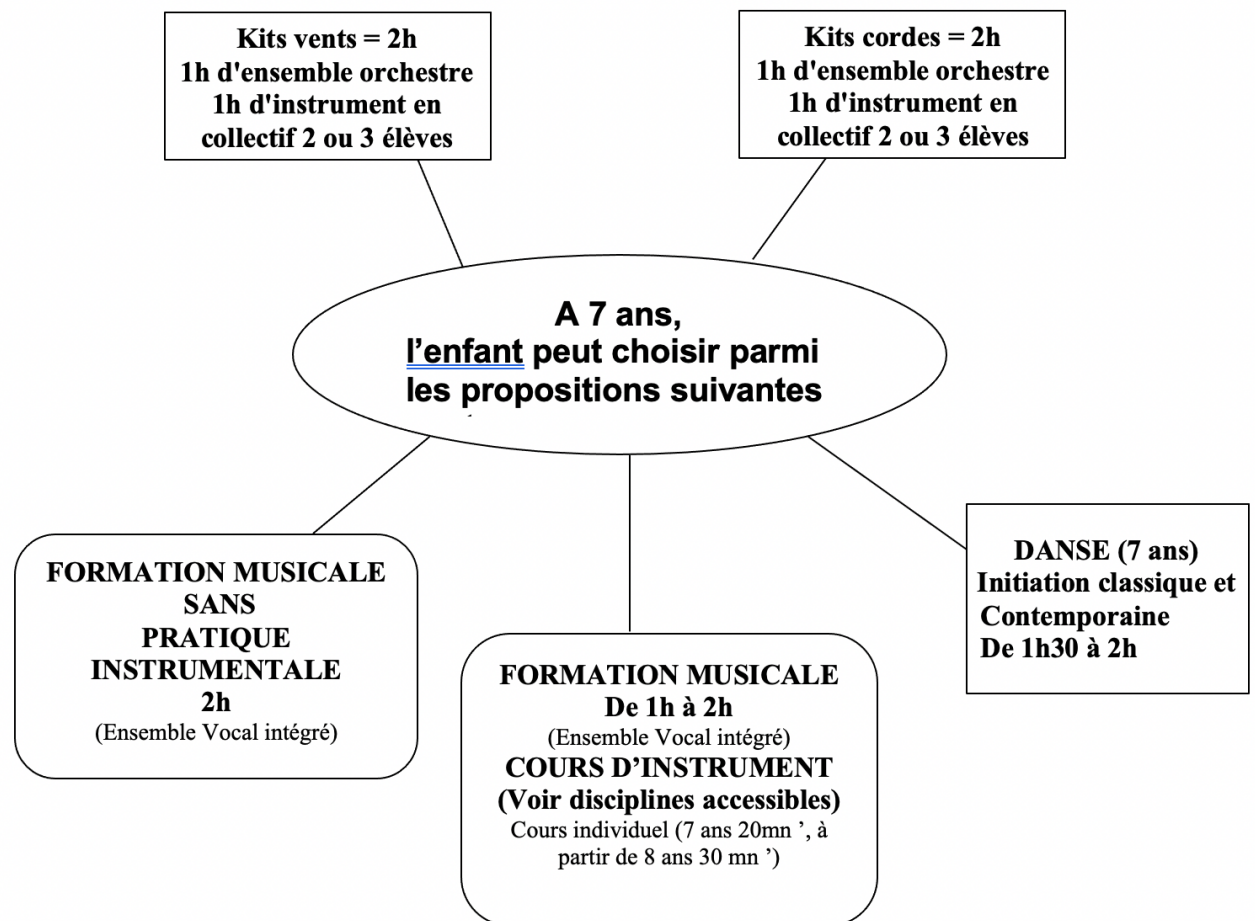 Kits vents = 2h
1h d'ensemble orchestre
1h d'instrument en
collectif 2 ou 3 élèves
Kits cordes = 2h
1h d'ensemble orchestre
1h d'instrument en
collectif 2 ou 3 élèves
A 7 ans,
l’enfant peut choisir parmi
les propositions suivantes
FORMATION MUSICALE
SANS
PRATIQUE
INSTRUMENTALE
2h
(Ensemble Vocal intégré)
FORMATION MUSICALE
De 1h à 2h
(Ensemble Vocal intégré)
COURS D’INSTRUMENT
(Voir disciplines accessibles)
Cours individuel (7 ans 20mn ’, à
partir de 8 ans 30 mn ’)
DANSE (7 ans)
Initiation classique et
Contemporaine
De 1h30 à 2h